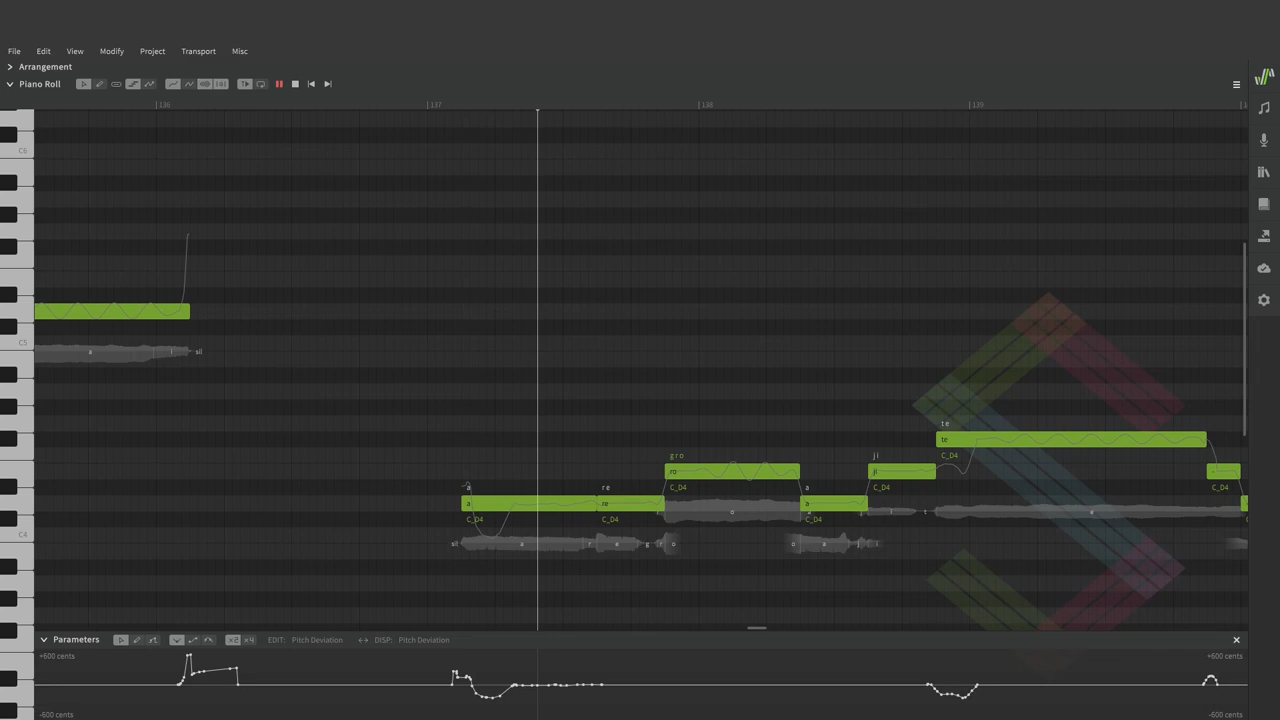 File Edit View Modify Project Transport Misc
Arrangement
Piano Roll
136 137 138 139
C6
C5
a i sil
te
te
gro ji C_D4
ro ji
a re C_D4 a C_D4 C_D4
a re a
C_D4 C_D4 o C_D4 i t e
C4
sil a r e g r o o a j i
Parameters x2 x4 EDIT: Pitch Deviation DISP: Pitch Deviation
+600 cents +600 cents
-600 cents -600 cents